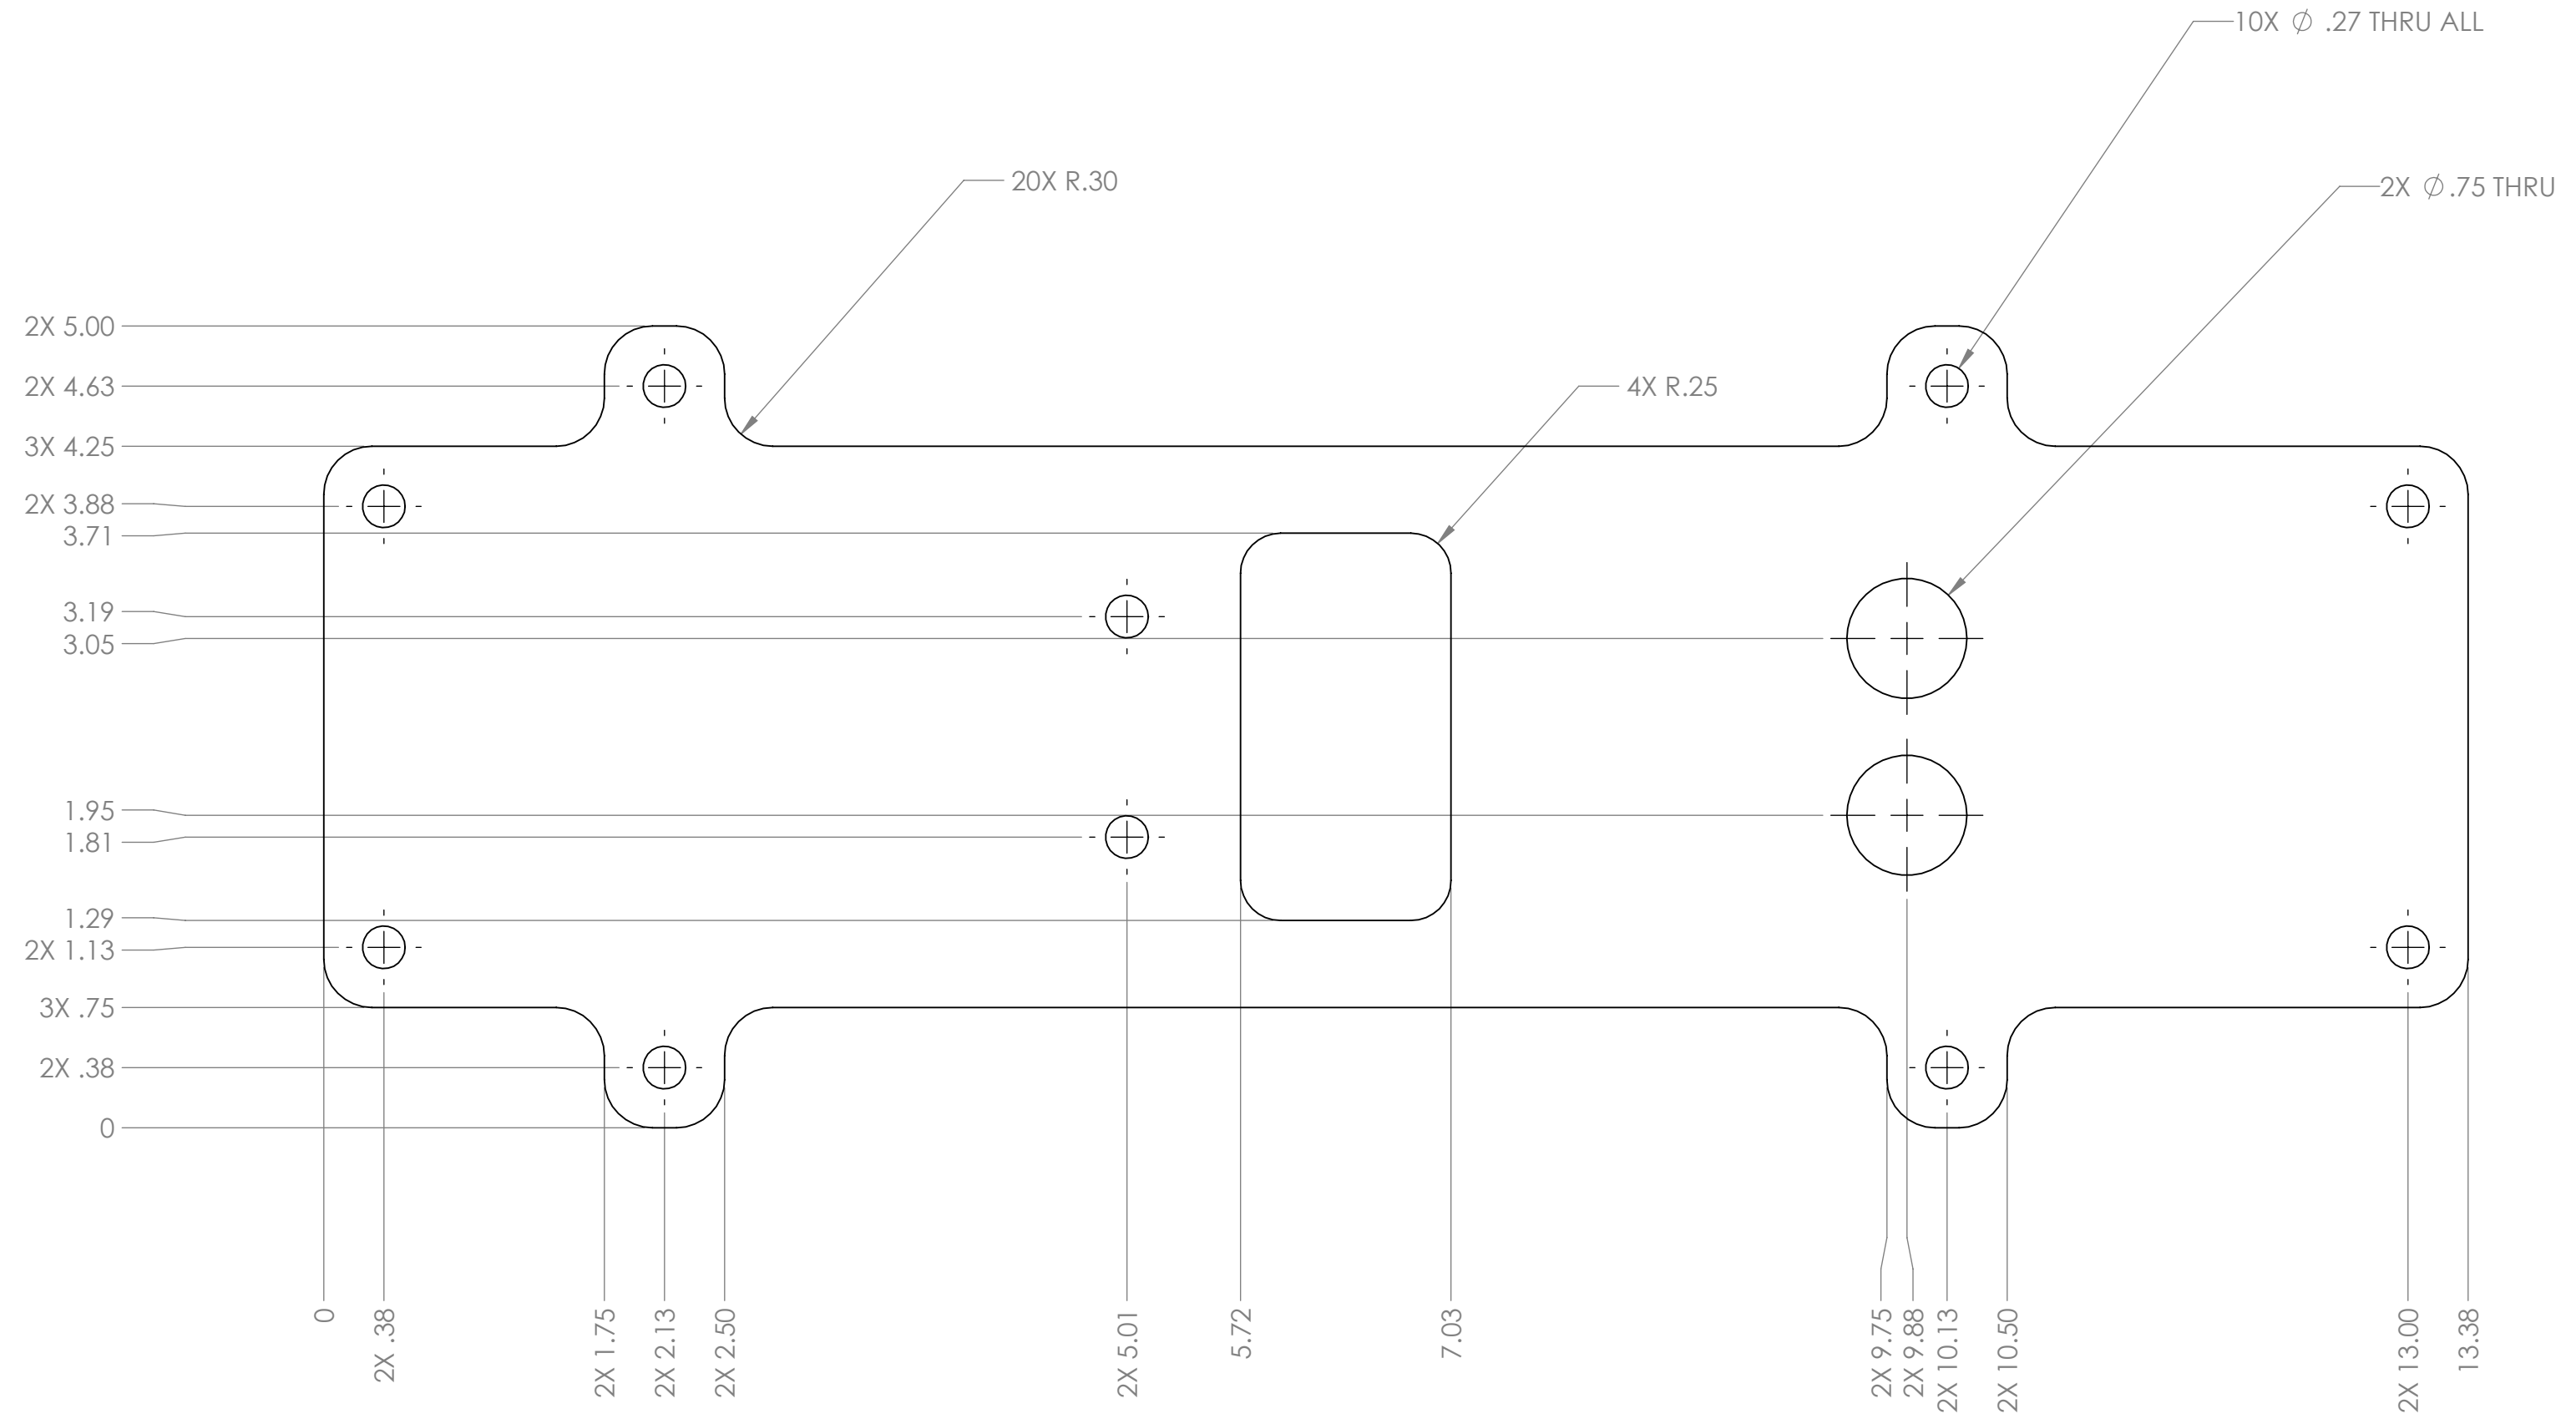 10X ∅ .27 THRU ALL
20X R.30
2X ∅.75 THRU
2X 5.00
2X 4.63
4X R.25
3X 4.25
2X 3.88
3.71
3.19
3.05
1.95
1.81
1.29
2X 1.13
3X .75
2X .38
0
0
2X .38
2X 1.75
2X 2.13
2X 2.50
2X 5.01
5.72
7.03
2X 9.75
2X 9.88
2X 10.13
2X 10.50
2X 13.00
13.38